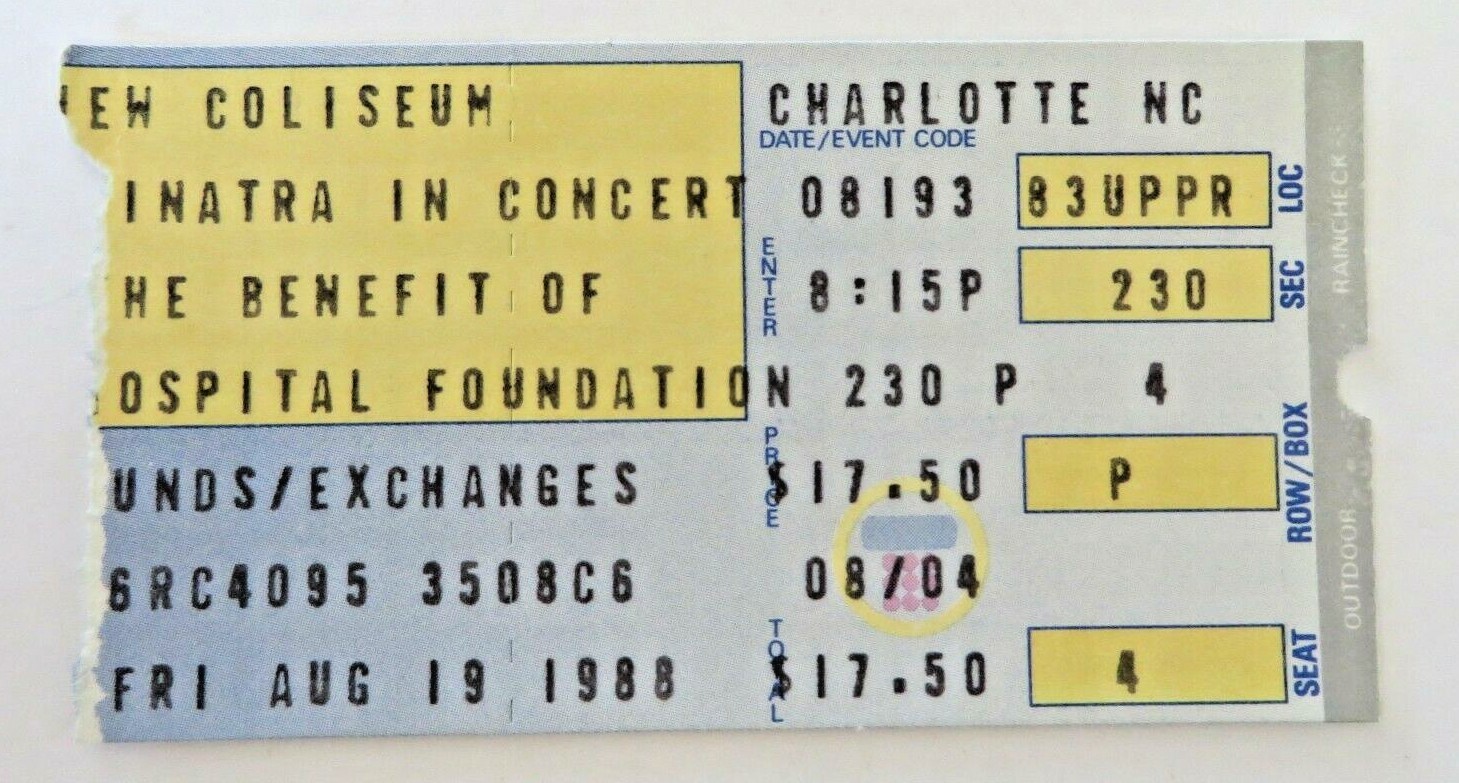 EW COLISEUM CHARLOTTE NC
DATE/EVENT CODE
INATRA IN CONCERT 08193 83UPPR LOC
HE BENEFIT OF ENTER 8:15P 230 SEC
OSPITAL FOUNDATION 230 P 4
UNDS/EXCHANGES PRICE $17.50 P ROW/BOX
6RC4095 3508C6 08/04
FRI AUG 19 1988 TOTAL $17.50 4 SEAT
RAINCHECK
OUTDOOR